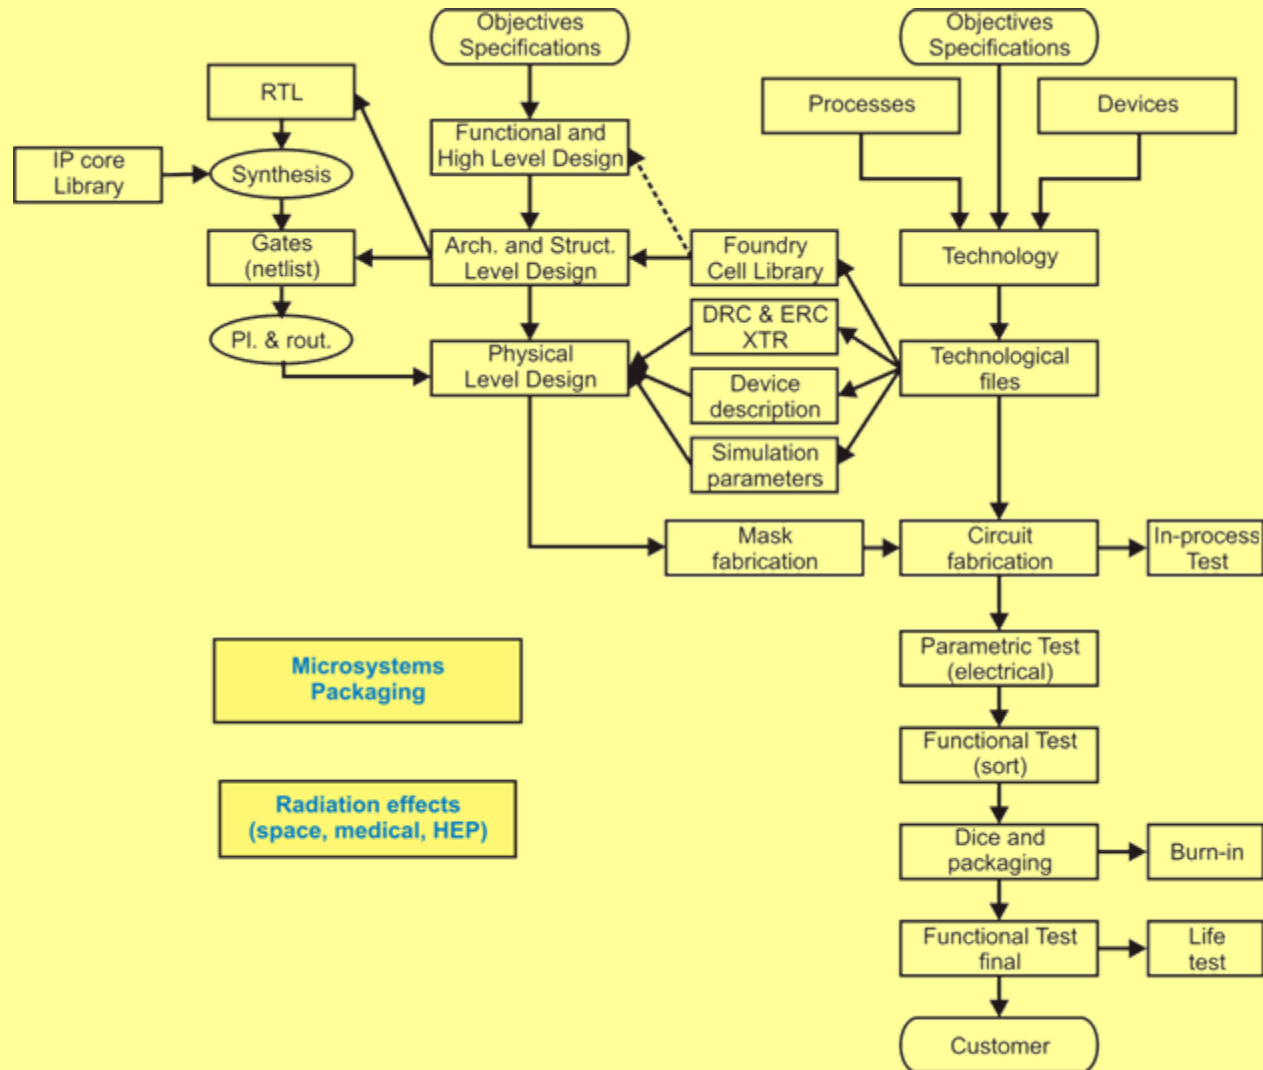 Objectives
Specifications
Objectives
Specifications
RTL
Processes
Devices
Functional and
High Level Design
IP core
Library
Synthesis
Gates
(netlist)
Arch. and Struct.
Level Design
Foundry
Cell Library
Technology
DRC & ERC
XTR
Pl. & rout.
Physical
Level Design
Technological
files
Device
description
Simulation
parameters
Mask
fabrication
Circuit
fabrication
In-process
Test
Microsystems
Packaging
Parametric Test
(electrical)
Functional Test
(sort)
Radiation effects
(space, medical, HEP)
Dice and
packaging
Burn-in
Functional Test
final
Life
test
Customer